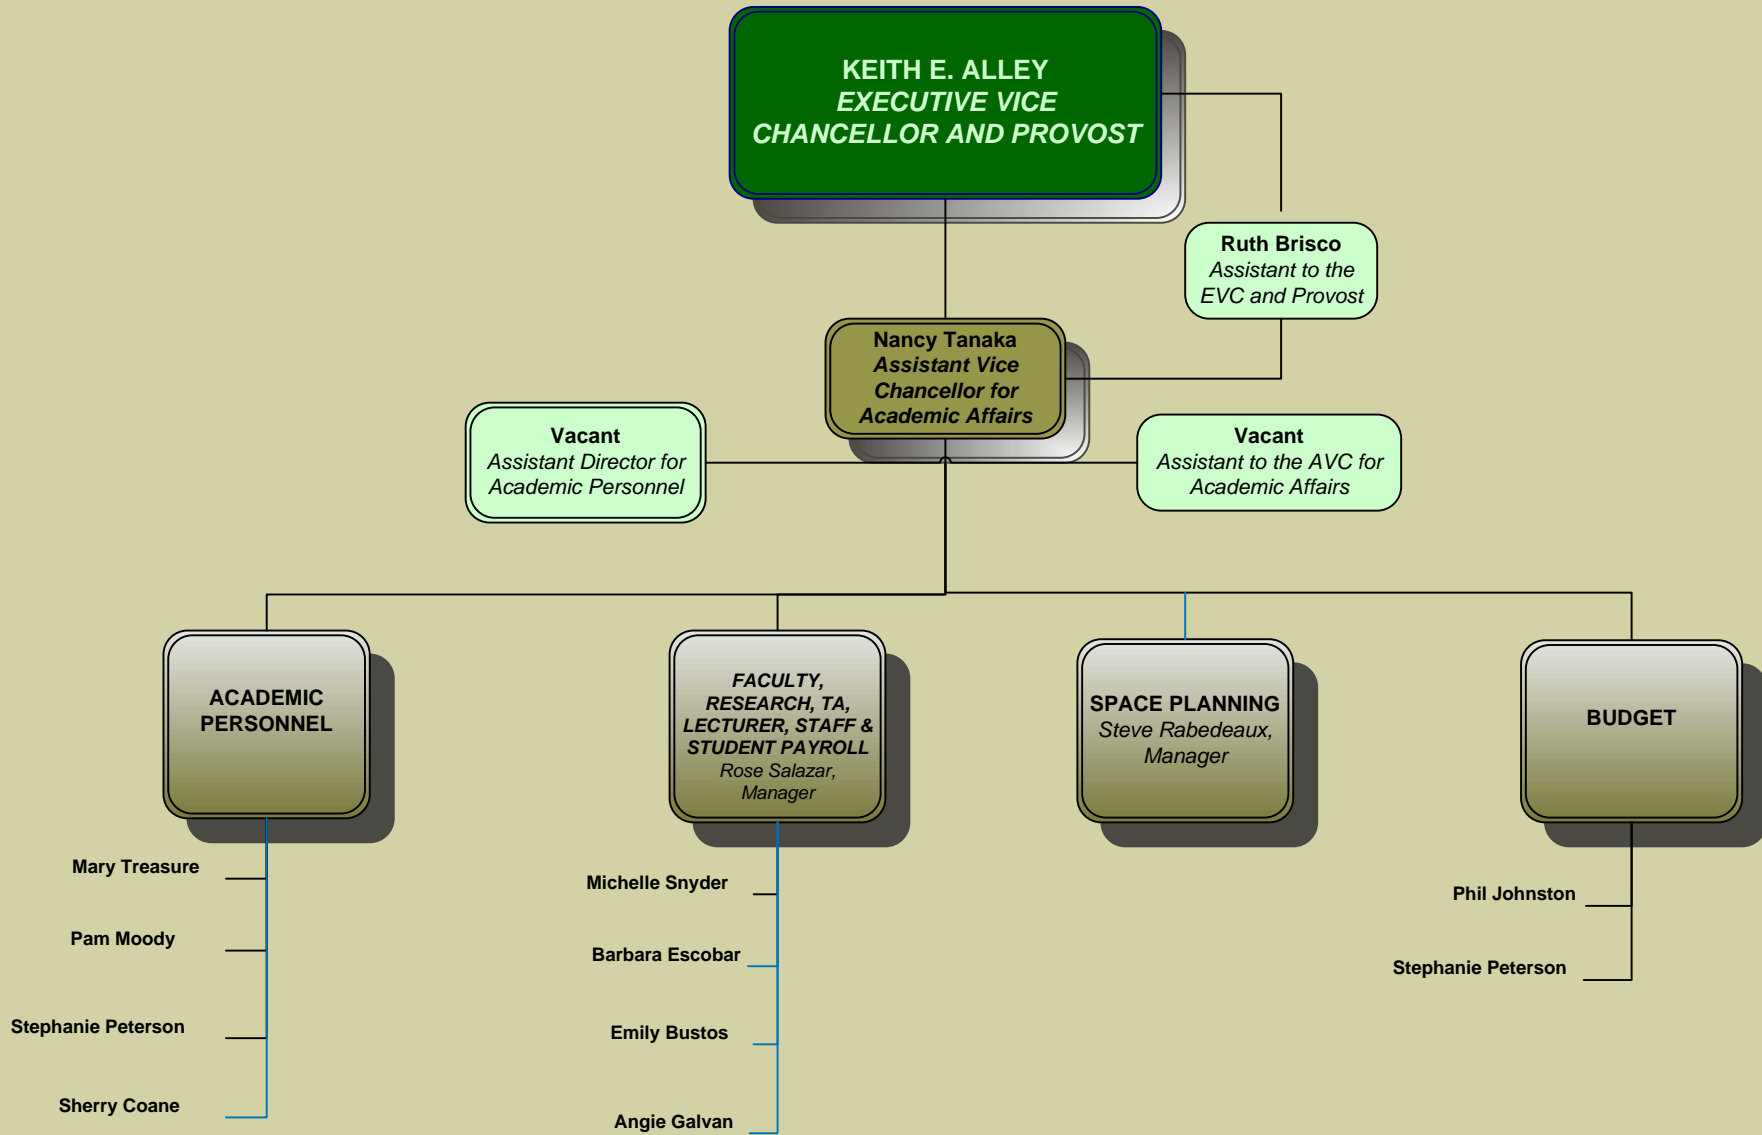 KEITH E. ALLEY
EXECUTIVE VICE
CHANCELLOR AND PROVOST
Ruth Brisco
Assistant to the
EVC and Provost
Nancy Tanaka
Assistant Vice
Chancellor for
Academic Affairs
Vacant
Assistant Director for
Academic Personnel
Vacant
Assistant to the AVC for
Academic Affairs
ACADEMIC
PERSONNEL
Mary Treasure
Pam Moody
Stephanie Peterson
Sherry Coane
FACULTY,
RESEARCH, TA,
LECTURER, STAFF &
STUDENT PAYROLL
Rose Salazar,
Manager
Michelle Snyder
Barbara Escobar
Emily Bustos
Angie Galvan
SPACE PLANNING
Steve Rabedeaux,
Manager
BUDGET
Phil Johnston
Stephanie Peterson